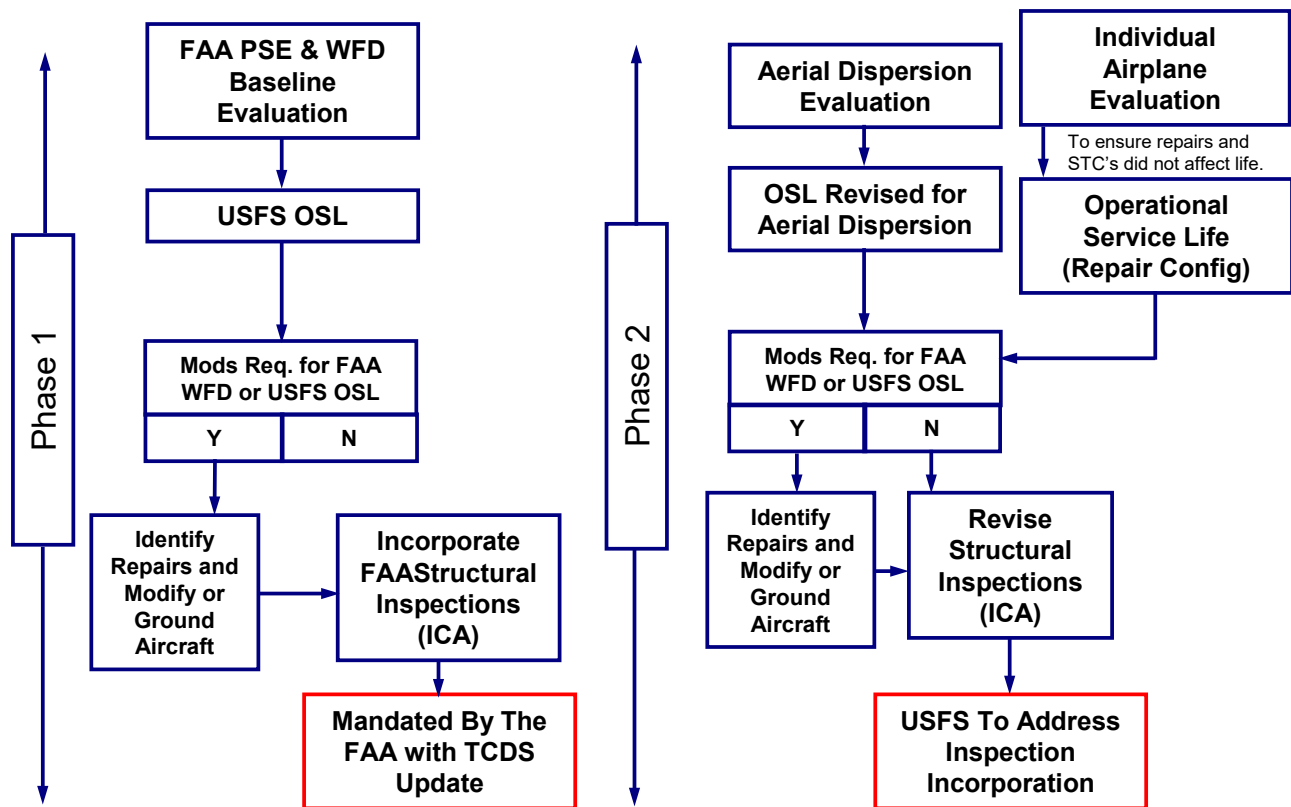 Phase 1
FAA PSE & WFD
Baseline
Evaluation
USFS OSL
Mods Req. for FAA
WFD or USFS OSL
Y
N
Identify
Repairs and
Modify or
Ground
Aircraft
Incorporate
FAAStructural
Inspections
(ICA)
Mandated By The
FAA with TCDS
Update
Phase 2
Aerial Dispersion
Evaluation
Individual
Airplane
Evaluation
To ensure repairs and
STC's did not affect life.
OSL Revised for
Aerial Dispersion
Operational
Service Life
(Repair Config)
Mods Req. for FAA
WFD or USFS OSL
Y
N
Identify
Repairs and
Modify or
Ground
Aircraft
Revise
Structural
Inspections
(ICA)
USFS To Address
Inspection
Incorporation